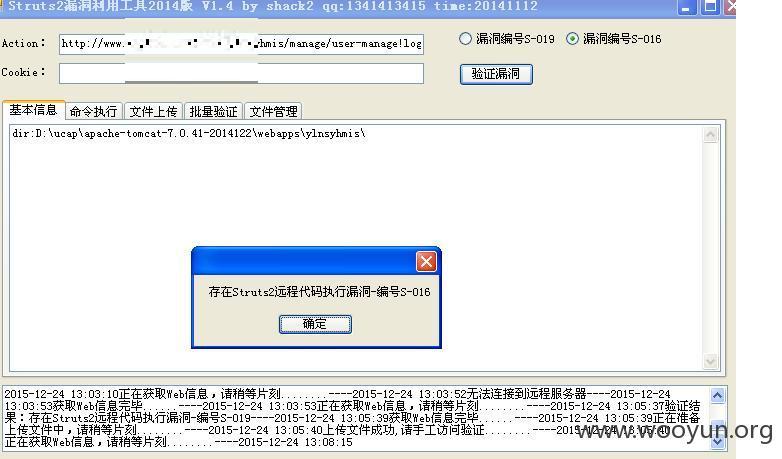 Struts2漏洞利用工具2014版 V1.4 by shack2 qq:1341413415 time:20141112
Action: http://www. hmis/manage/user-manage!log 漏洞编号S-019 漏洞编号S-016
Cookie: 验证漏洞
基本信息 命令执行 文件上传 批量验证 文件管理
dir:D:\ucap\apache-tomcat-7.0.41-2014122\webapps\ylnsyhmis\
存在Struts2远程代码执行漏洞-编号S-016
确定
2015-12-24 13:03:10正在获取Web信息,请稍等片刻........----2015-12-24 13:03:52无法连接到远程服务器----2015-12-24
13:03:53获取Web信息完毕......----2015-12-24 13:03:53正在获取Web信息,请稍等片刻........----2015-12-24 13:05:37验证结
果:存在Struts2远程代码执行漏洞-编号S-019----2015-12-24 13:05:39获取Web信息完毕......----2015-12-24 13:05:39正在准备
上传文件中,请稍等片刻........----2015-12-24 13:05:40上传文件成功,请手工访问验证........----2015-12-24 13:05:40
正在获取Web信息,请稍等片刻........----2015-12-24 13:08:15
www.wooyun.org